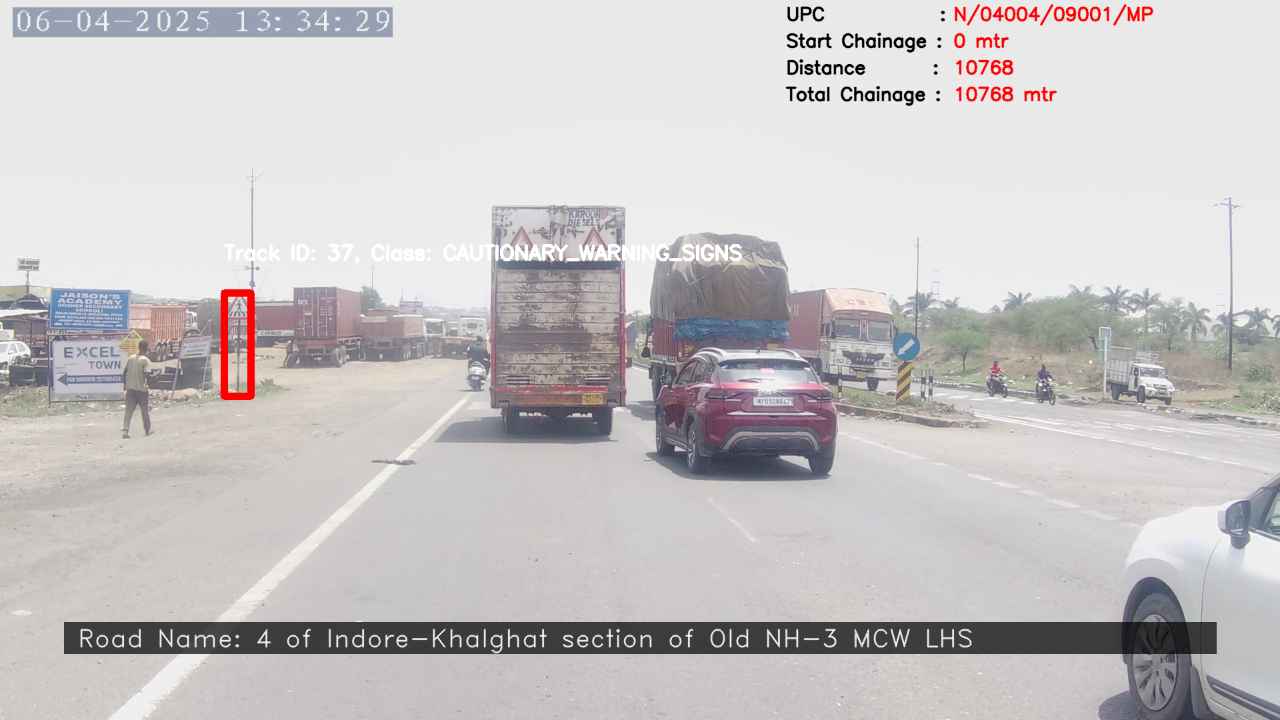 06-04-2025 13:34:29
UPC : N/04004/09001/MP
Start Chainage : 0 mtr
Distance : 10768
Total Chainage : 10768 mtr
Track ID: 37, Class: CAUTIONARY_WARNING_SIGNS
JAISON'S
ACADEMY
EXCEL
TOWN
Road Name: 4 of Indore-Khalghat section of Old NH-3 MCW LHS